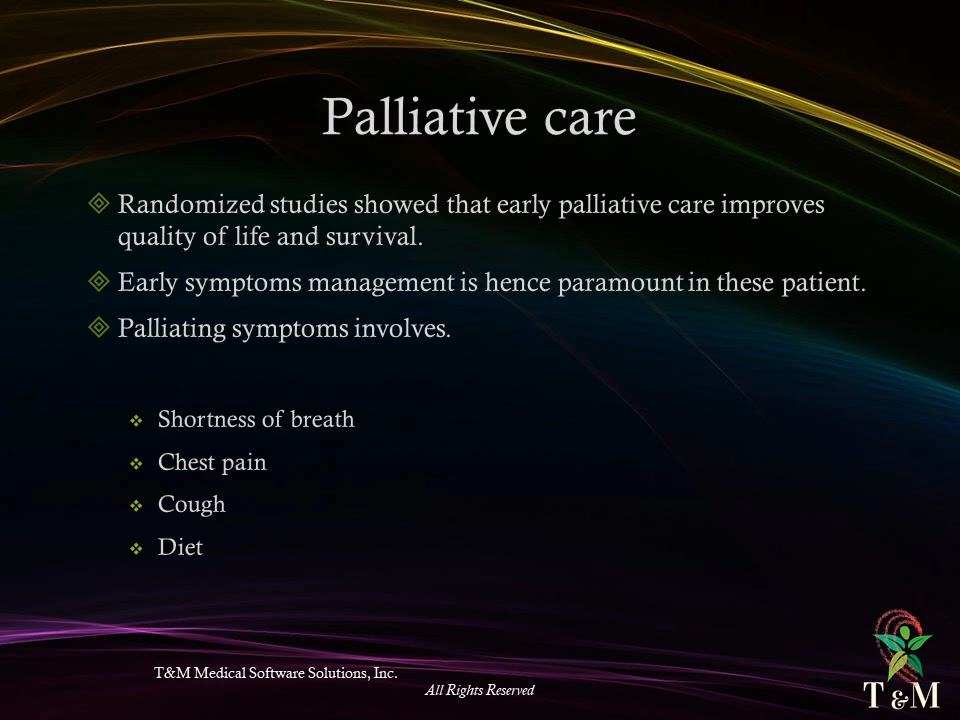 Palliative care
Randomized studies showed that early palliative care improves
quality of life and survival.
Early symptoms management is hence paramount in these patient.
Palliating symptoms involves.
Shortness of breath
Chest pain
Cough
Diet
T&M Medical Software Solutions, Inc.
All Rights Reserved
T & M